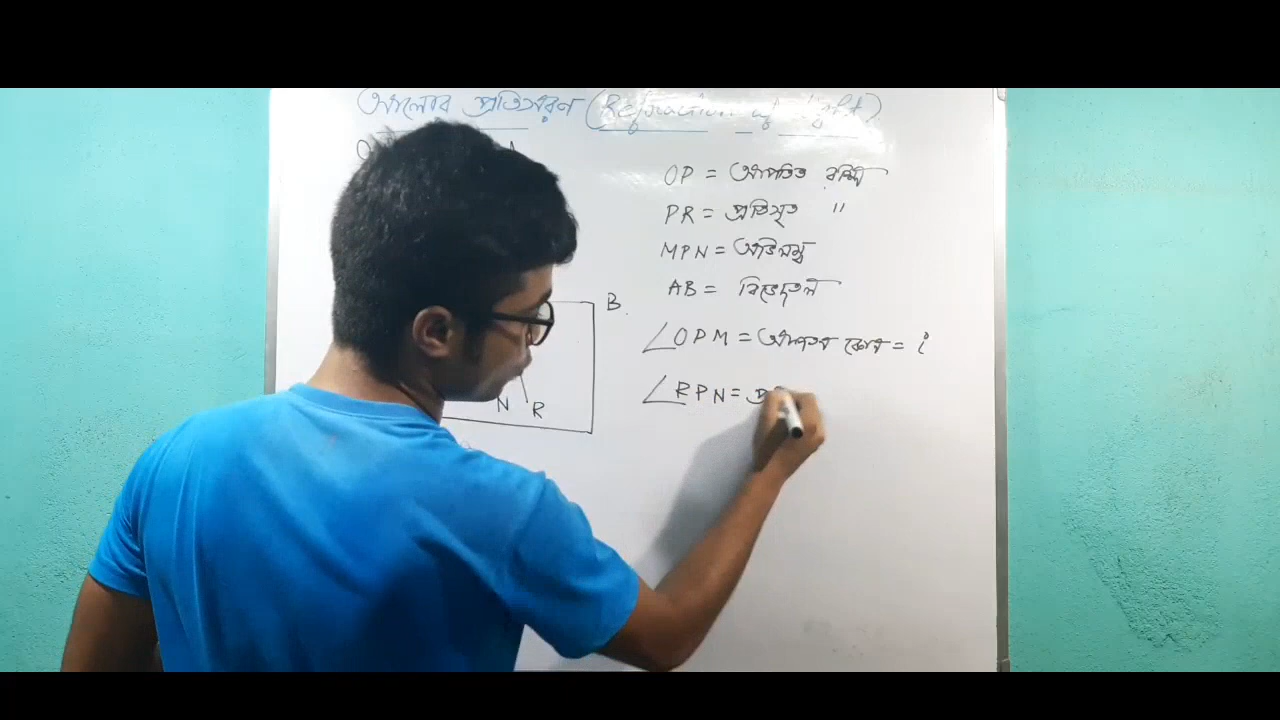 আলোর প্রতিসরণ (Refraction of light)
O
A
OP = আপতিত রশ্মি
PR = প্রতিসৃত "
MPN = অভিলম্ব
AB = বিভেদতল
B
∠OPM = আপতন কোণ = i
∠RPN =
N R